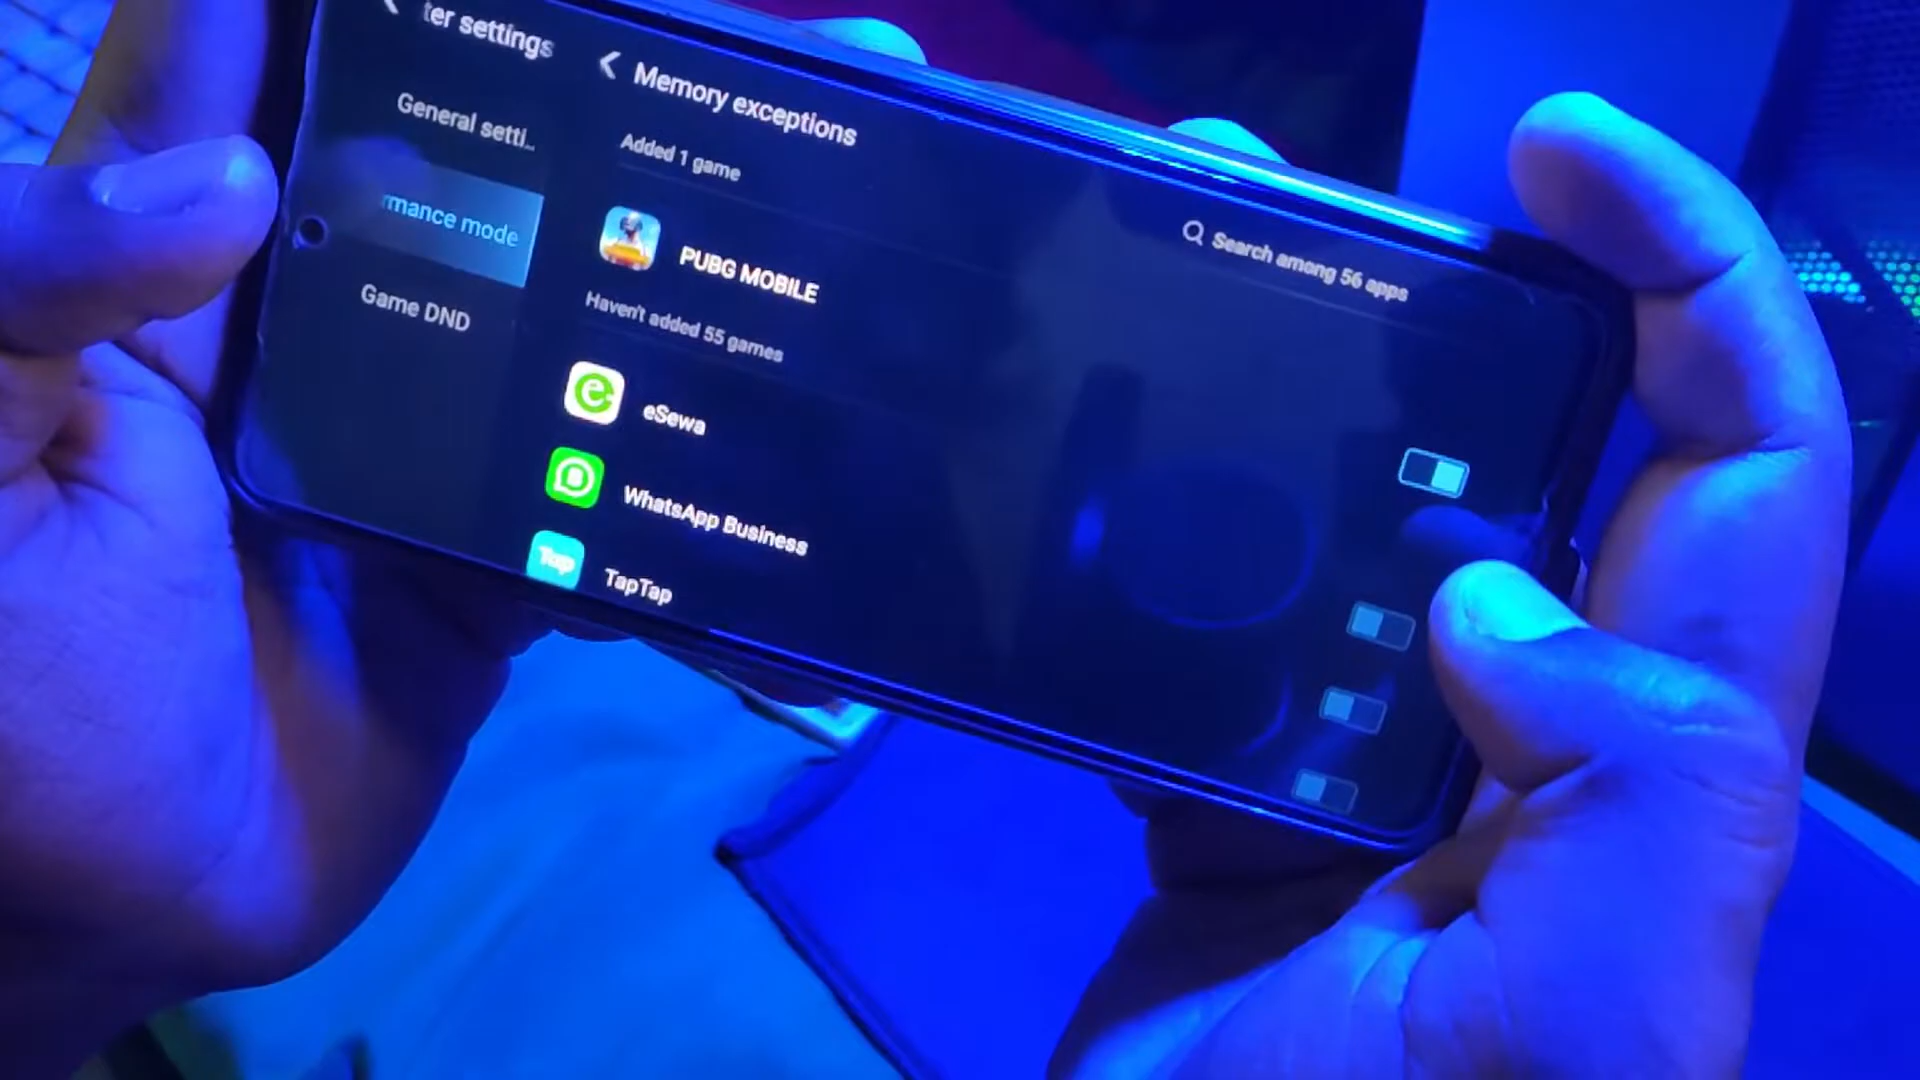 ter settings
General setti...
rmance mode
Game DND
Memory exceptions
Added 1 game
Search among 56 apps
PUBG MOBILE
Haven't added 55 games
eSewa
WhatsApp Business
Tap
TapTap